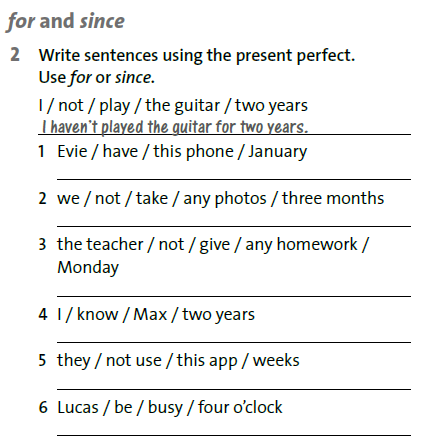 for and since
2 Write sentences using the present perfect.
Use for or since.
I / not / play / the guitar / two years
I haven't played the guitar for two years.
1 Evie / have / this phone / January
2 we / not / take / any photos / three months
3 the teacher / not / give / any homework /
Monday
4 I / know / Max / two years
5 they / not use / this app / weeks
6 Lucas / be / busy / four o'clock